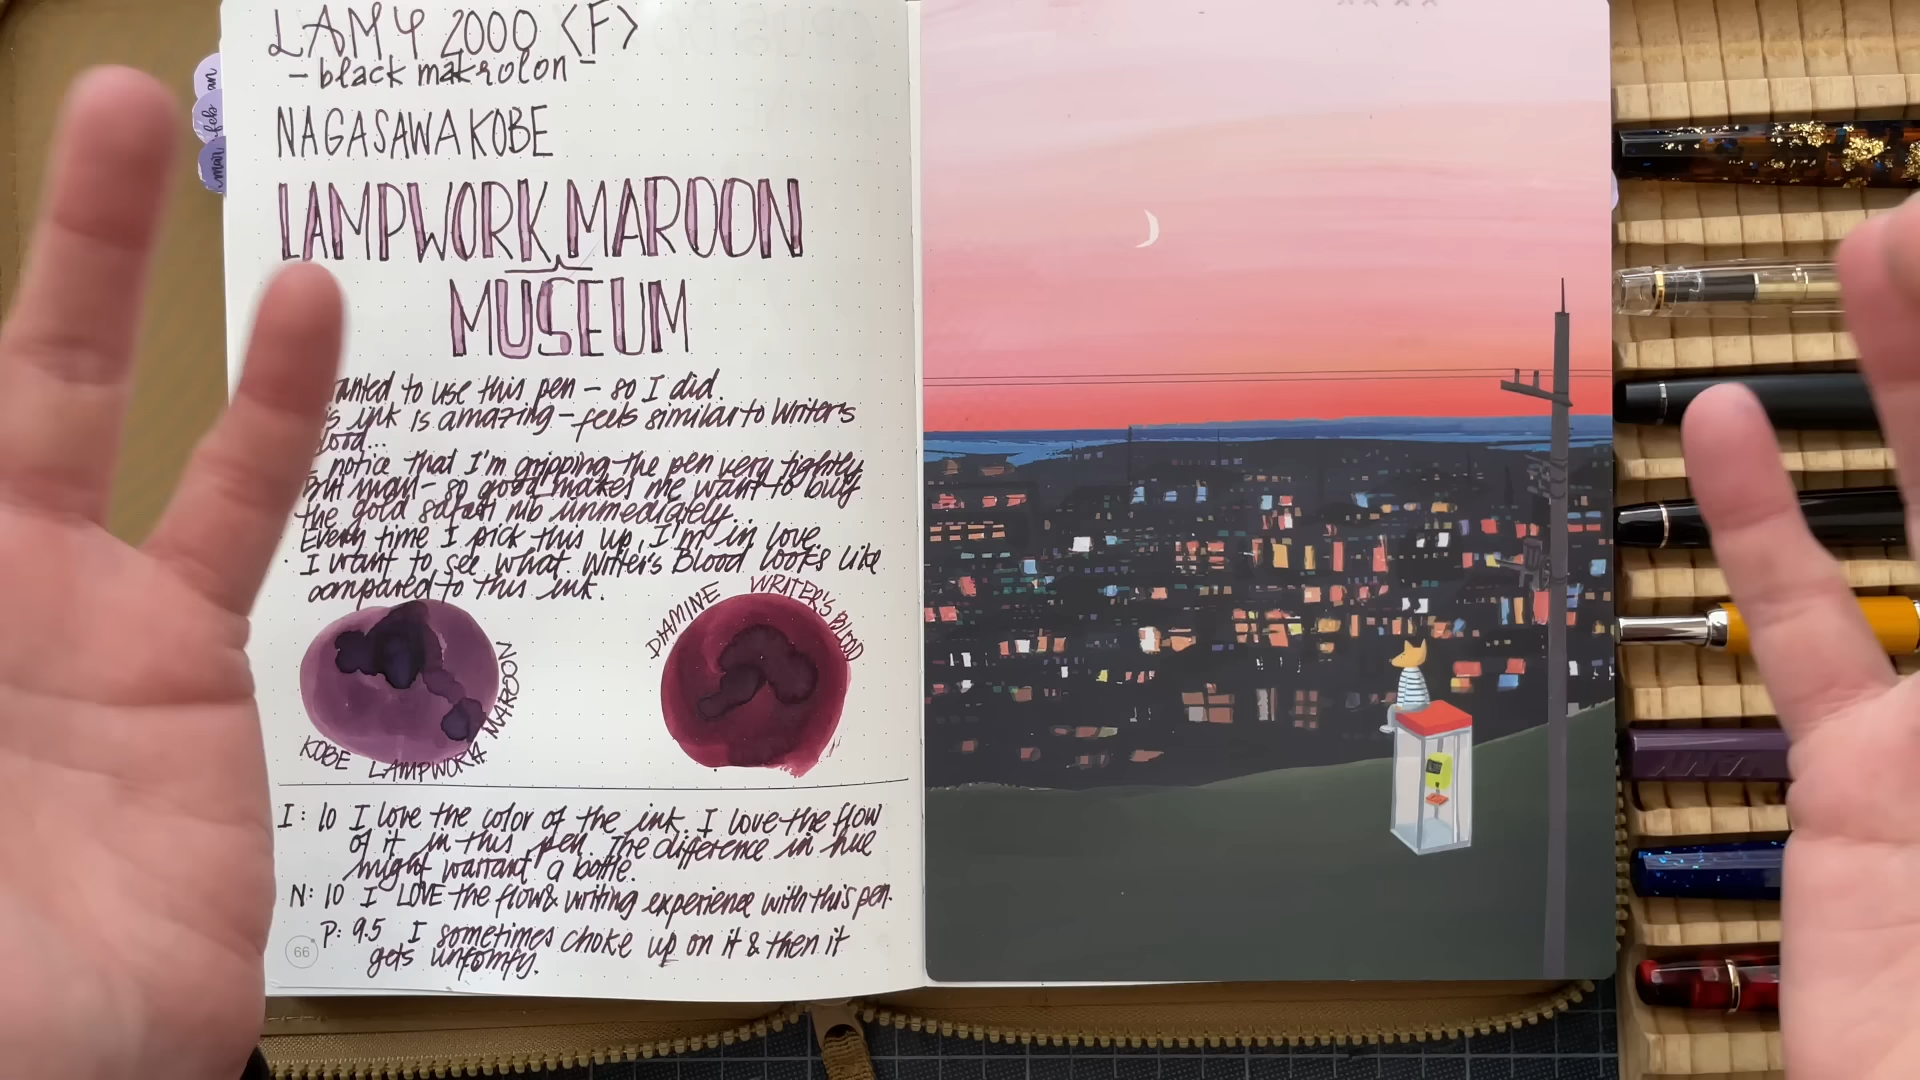 LAMY 2000 <F>
- black makrolon -
NAGASAWA KOBE
LAMPWORK MAROON
MUSEUM
wanted to use this pen - so I did.
ink is amazing - feels similar to Writer's
notice that I'm gripping the pen very tightly
But man - so good makes me want to buy
the gold safari nib immediately.
Every time I pick this up, I'm in love.
· I want to see what Writer's Blood looks like
compared to this ink.
KOBE LAMPWORK MAROON
DIAMINE WRITER'S BLOOD
I: 10 I love the color of the ink. I love the flow
of it in this pen. The difference in hue
might warrant a bottle.
N: 10 I LOVE the flow & writing experience with this pen.
P: 9.5 I sometimes choke up on it & then it
gets
66
feb
mar
LAMY